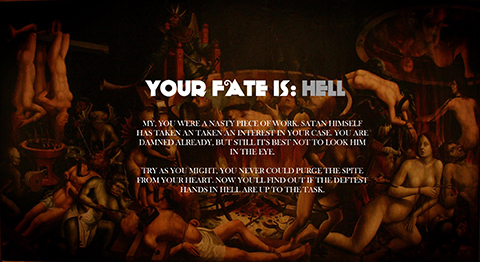 YOUR FATE IS: HELL
MY, YOU WERE A NASTY PIECE OF WORK. SATAN HIMSELF
HAS TAKEN AN TAKEN AN INTEREST IN YOUR CASE. YOU ARE
DAMNED ALREADY, BUT STILL IT'S BEST NOT TO LOOK HIM
IN THE EYE.
TRY AS YOU MIGHT, YOU NEVER COULD PURGE THE SPITE
FROM YOUR HEART. NOW YOU'LL FIND OUT IF THE DEFTEST
HANDS IN HELL ARE UP TO THE TASK.